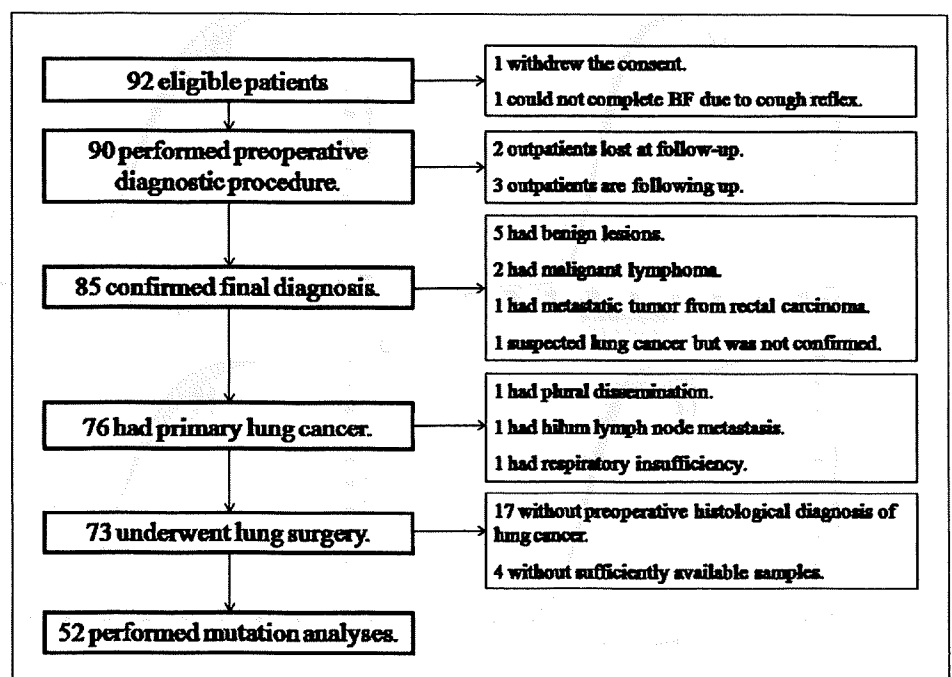 92 eligible patients
1 withdrew the consent.
1 could not complete BF due to cough reflex.
90 performed preoperative
diagnostic procedure.
2 outpatients lost at follow-up.
3 outpatients are following up.
85 confirmed final diagnosis.
5 had benign lesions.
2 had malignant lymphoma.
1 had metastatic tumor from rectal carcinoma.
1 suspected lung cancer but was not confirmed.
76 had primary lung cancer.
1 had plural dissemination.
1 had hilum lymph node metastasis.
1 had respiratory insufficiency.
73 underwent lung surgery.
17 without preoperative histological diagnosis of
lung cancer.
4 without sufficiently available samples.
52 performed mutation analyses.